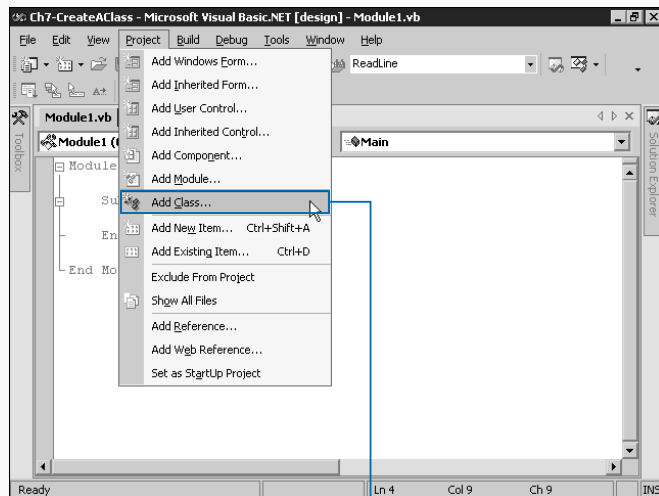 Ch7-CreateAClass - Microsoft Visual Basic.NET [design] - Module1.vb
File Edit View Project Build Debug Tools Window Help
ReadLine
Module1.vb
Module1 (
Main
Toolbox
Solution Explorer
Module
Su
En
End Mo
Add Windows Form...
Add Inherited Form...
Add User Control...
Add Inherited Control...
Add Component...
Add Module...
Add Class...
Add New Item... Ctrl+Shift+A
Add Existing Item... Ctrl+D
Exclude From Project
Show All Files
Add Reference...
Add Web Reference...
Set as StartUp Project
Ready Ln 4 Col 9 Ch 9 INS